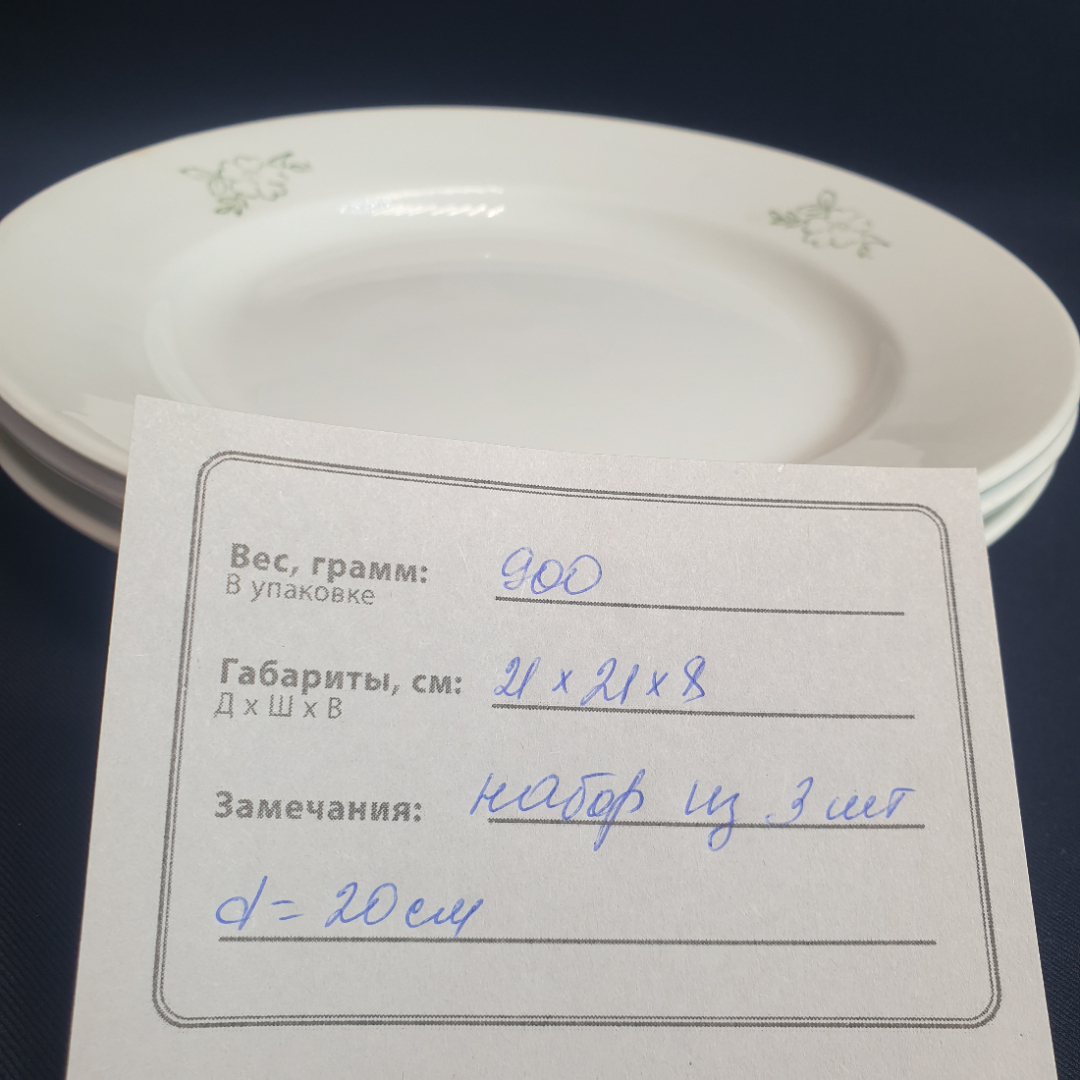 Вес, грамм: 900
В упаковке
Габариты, см: 21 х 21 х 8
Д х Ш х В
Замечания: набор из 3 шт
d = 20 см